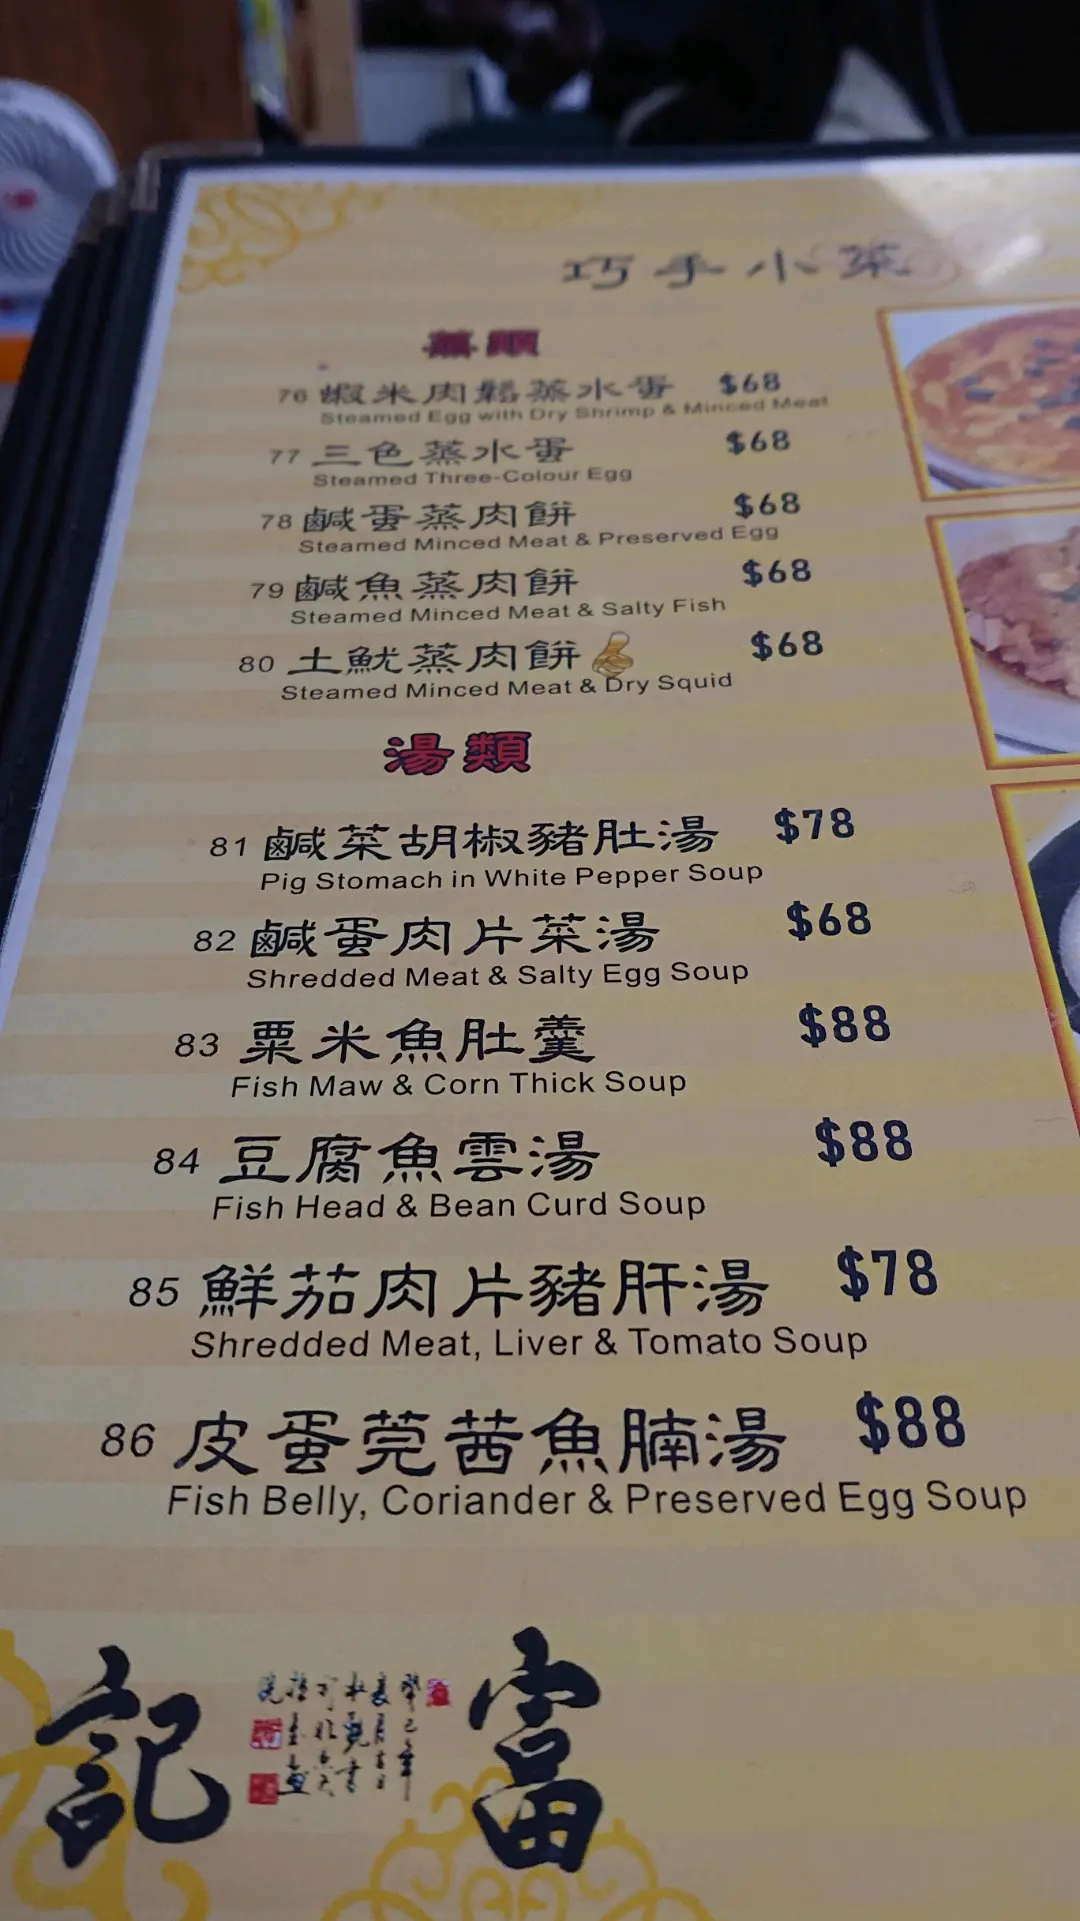 巧手小菜
蒸類
76 蝦米肉鬆蒸水蛋 $68
Steamed Egg with Dry Shrimp & Minced Meat
77 三色蒸水蛋 $68
Steamed Three-Colour Egg
78 鹹蛋蒸肉餅 $68
Steamed Minced Meat & Preserved Egg
79 鹹魚蒸肉餅 $68
Steamed Minced Meat & Salty Fish
80 土魷蒸肉餅 $68
Steamed Minced Meat & Dry Squid
湯類
81 鹹菜胡椒豬肚湯 $78
Pig Stomach in White Pepper Soup
82 鹹蛋肉片菜湯 $68
Shredded Meat & Salty Egg Soup
83 粟米魚肚羹 $88
Fish Maw & Corn Thick Soup
84 豆腐魚雲湯 $88
Fish Head & Bean Curd Soup
85 鮮茄肉片豬肝湯 $78
Shredded Meat, Liver & Tomato Soup
86 皮蛋莞茜魚腩湯 $88
Fish Belly, Coriander & Preserved Egg Soup
富記